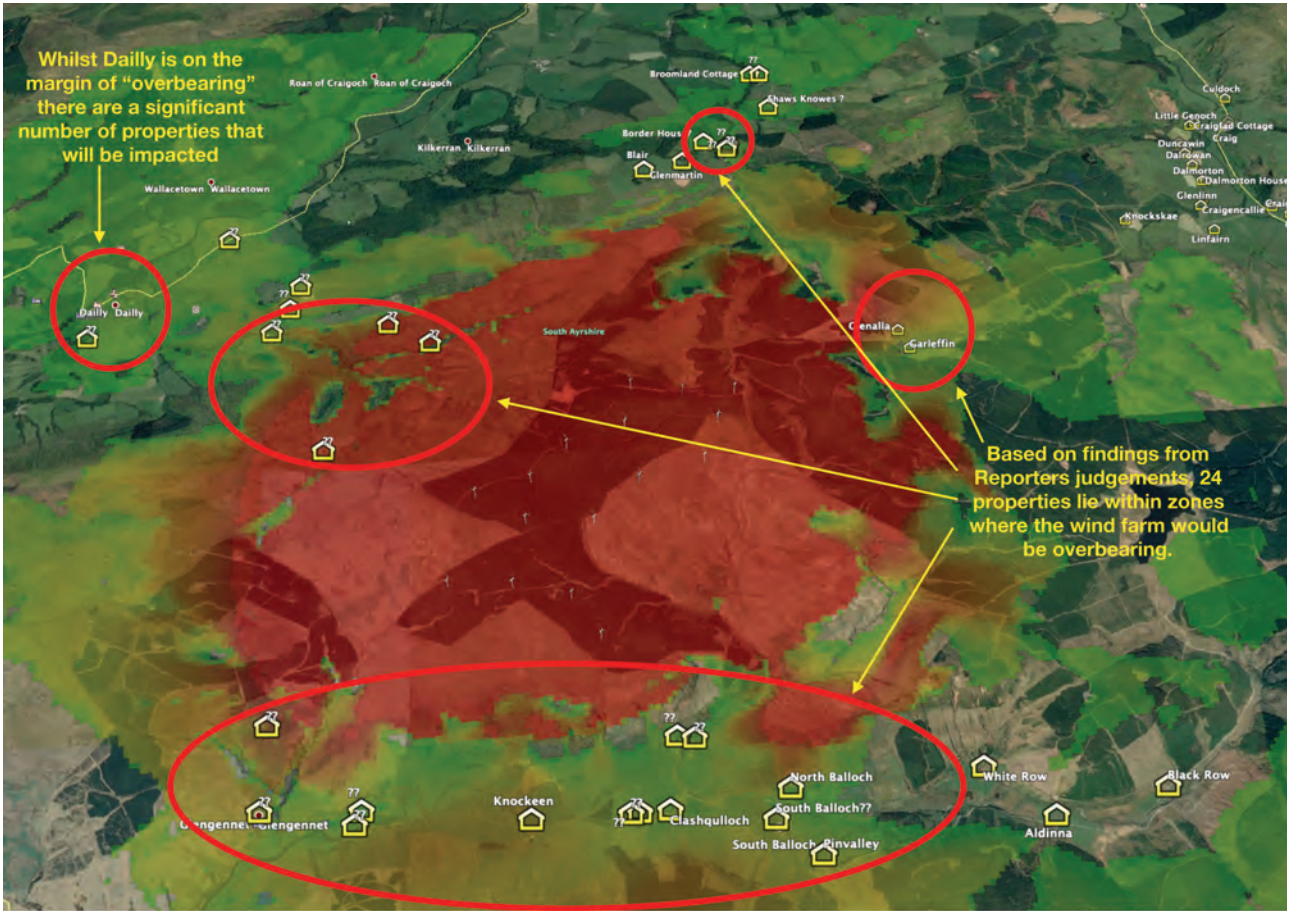 Whilst Dailly is on the
margin of "overbearing"
there are a significant
number of properties that
will be impacted
Roan of Craigoch Roan of Craigoch
??
Broomland Cottage
Shaws Knowes ?
Culdoch
Little Genoch
Craigfad Cottage
Craig
Duncawin
Dalrowan
Dalmorton
Dalmorton House
Glenlinn
Craigencallie
Knockskae
Linfairn
Border House
??
??
Kilkerran Kilkerran
Blair
Glenmartin
Wallacetown Wallacetown
??
??
??
Dailly Dailly
??
??
??
??
South Ayrshire
Glenalla
Garleffin
??
Based on findings from
Reporters judgements, 24
properties lie within zones
where the wind farm would
be overbearing.
??
??
??
North Balloch
White Row
Black Row
??
??
Glengennet Glengennet
??
Knockeen
??
??
Clashqulloch
South Balloch??
Aldinna
South Balloch Pinvalley